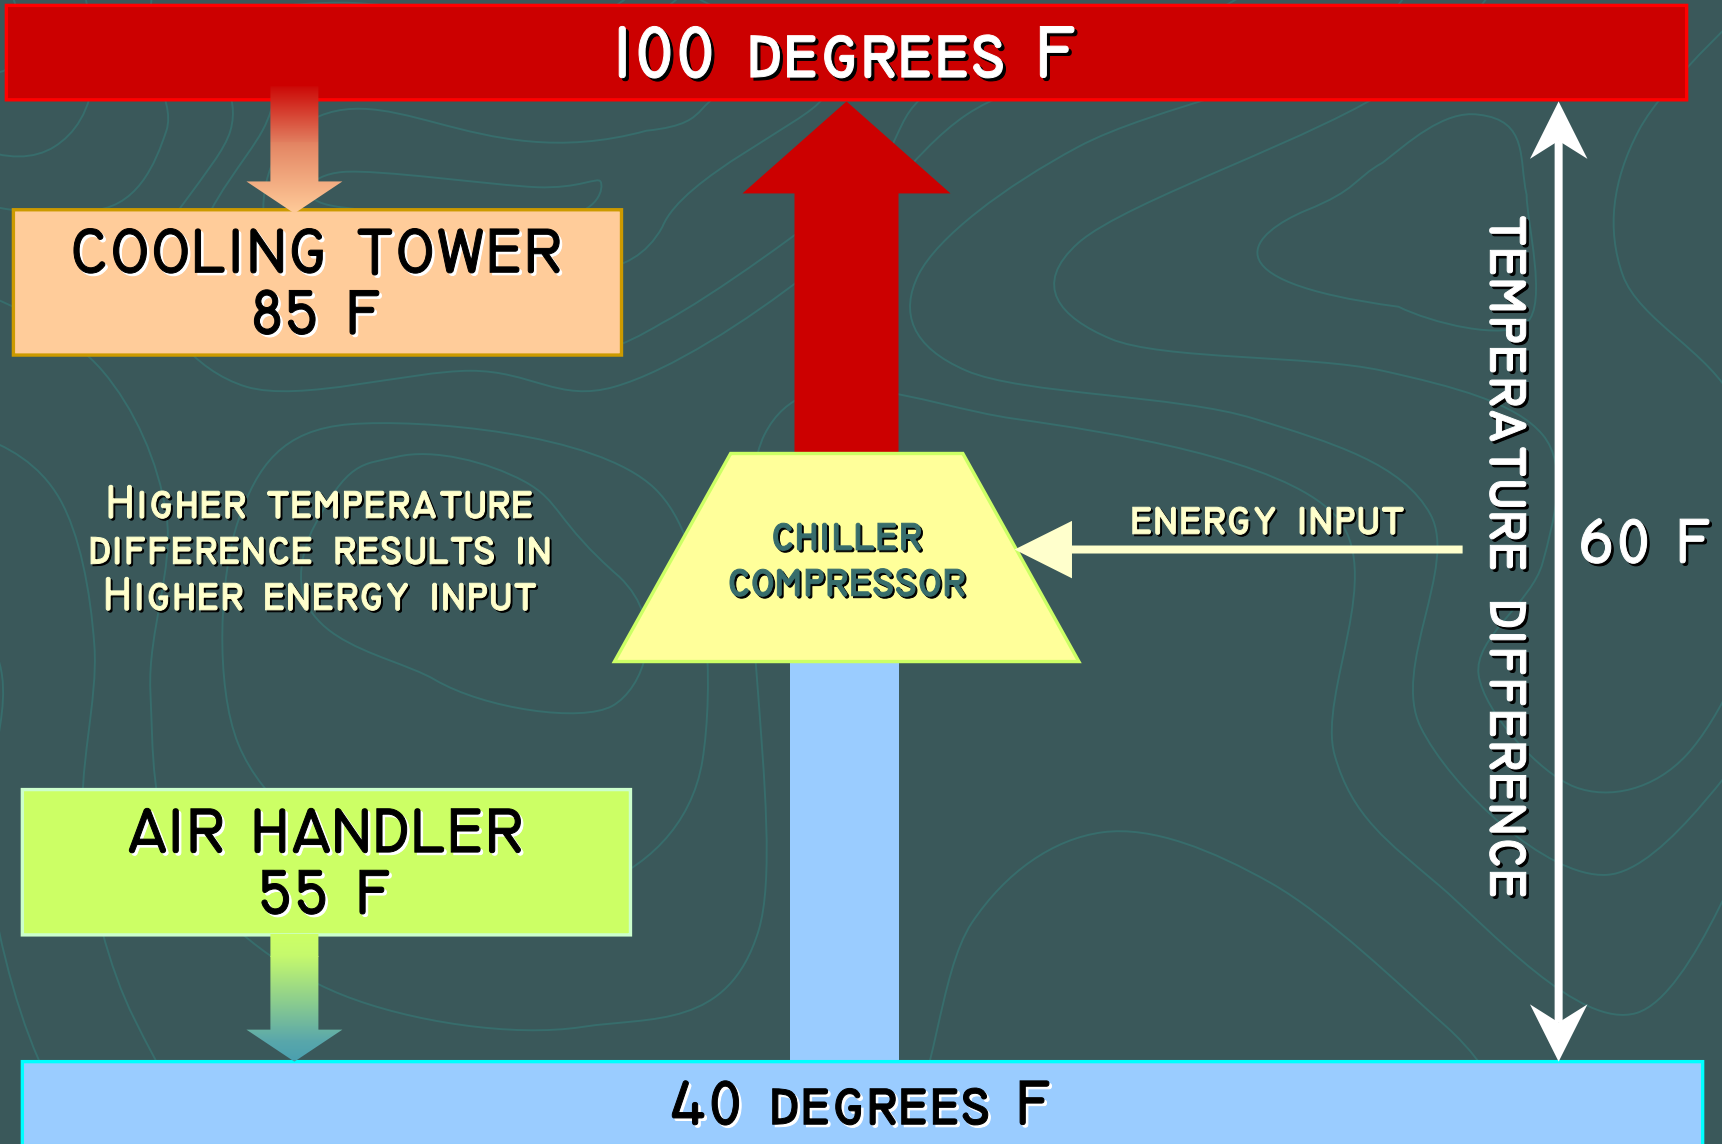 100 DEGREES F
COOLING TOWER
85 F
HIGHER TEMPERATURE
DIFFERENCE RESULTS IN
HIGHER ENERGY INPUT
CHILLER
COMPRESSOR
ENERGY INPUT
TEMPERATURE DIFFERENCE
60 F
AIR HANDLER
55 F
40 DEGREES F